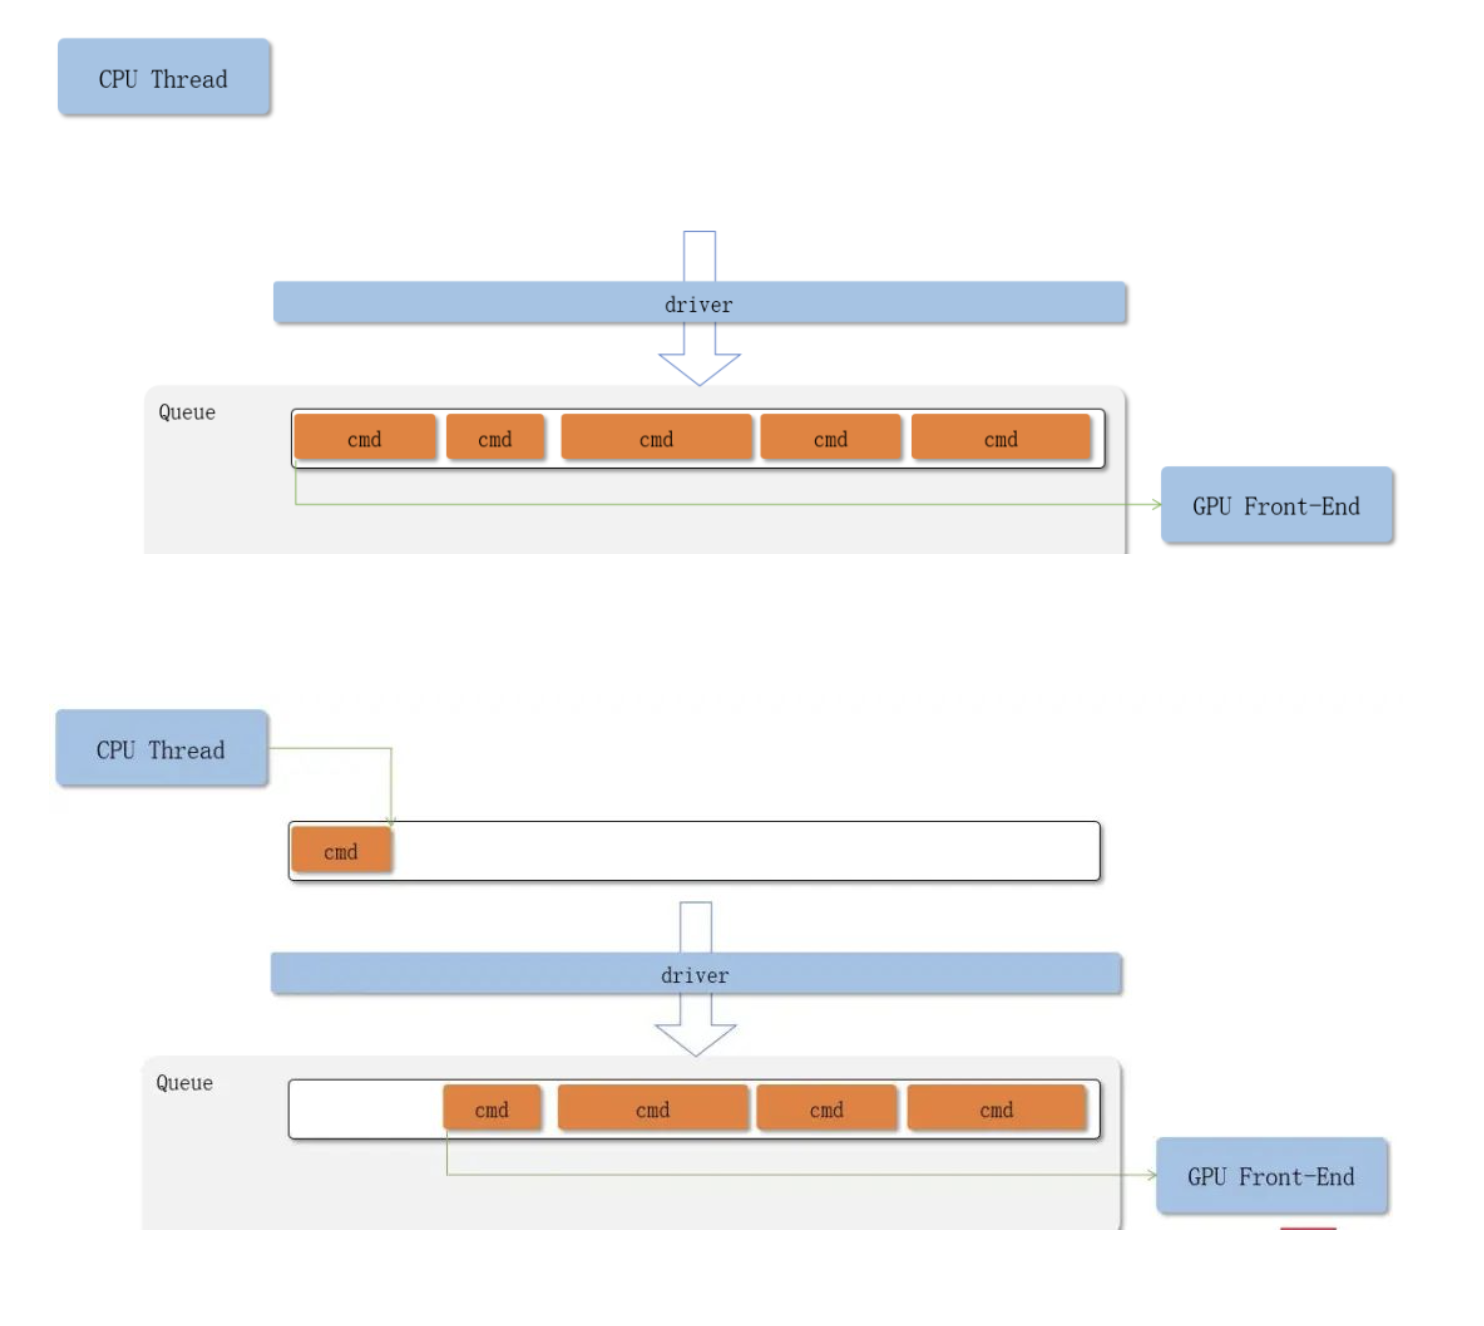 CPU Thread
driver
Queue
cmd cmd cmd cmd cmd
GPU Front-End
CPU Thread
cmd
driver
Queue
cmd cmd cmd cmd
GPU Front-End